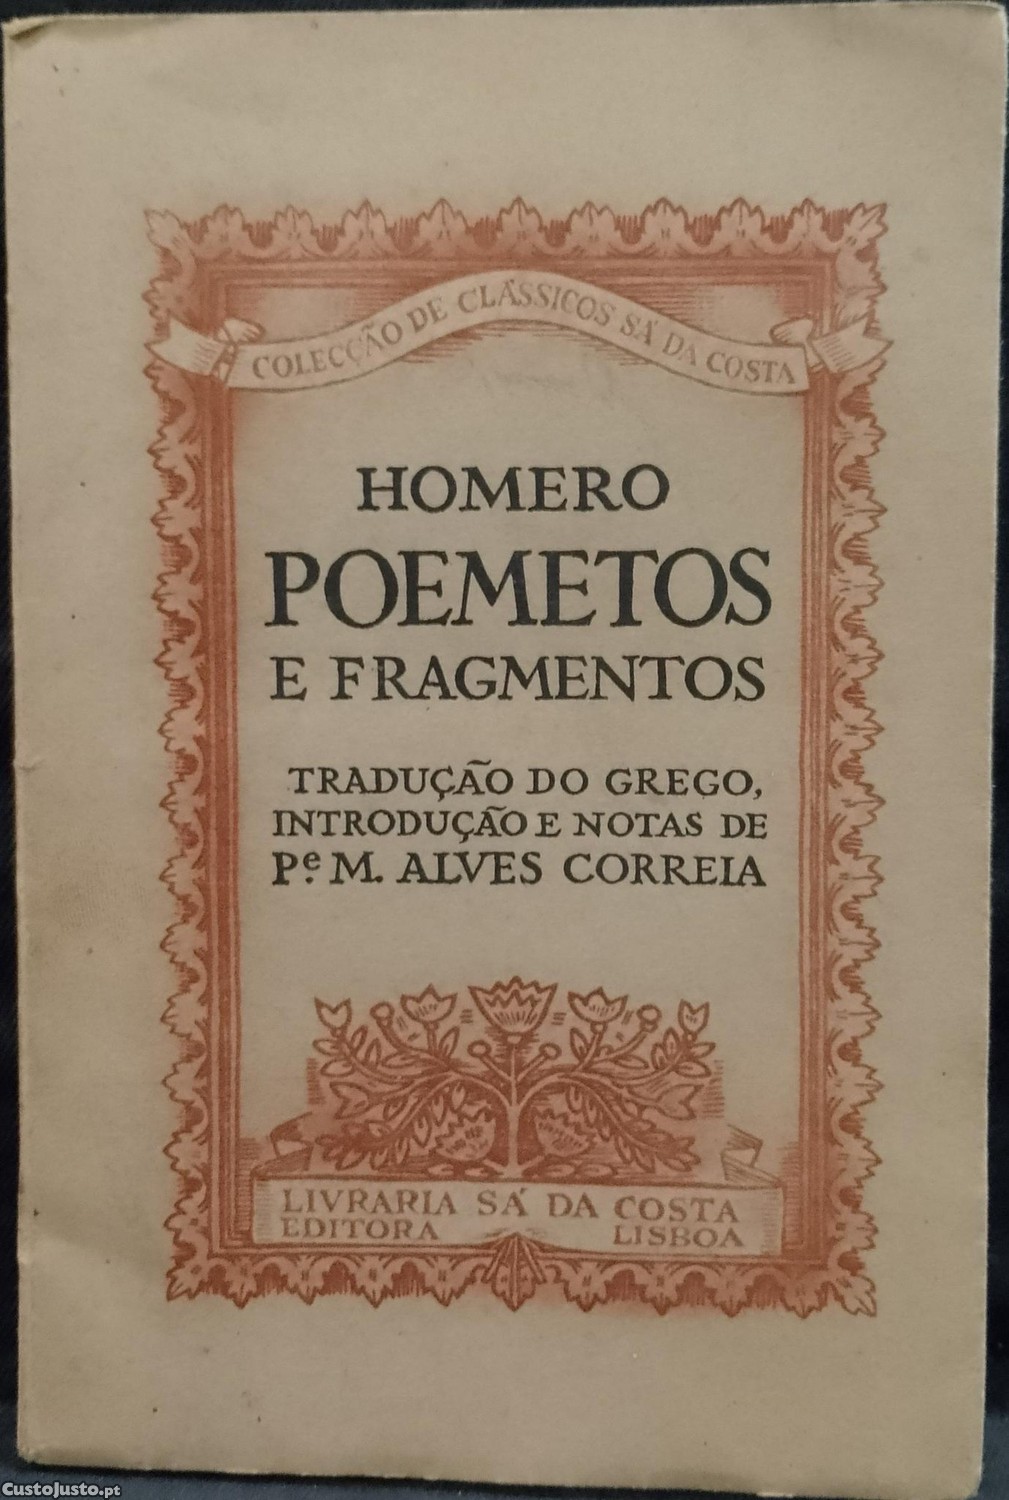 COLECÇÃO DE CLÁSSICOS SÁ DA COSTA
HOMERO
POEMETOS
E FRAGMENTOS
TRADUÇÃO DO GREGO,
INTRODUÇÃO E NOTAS DE
Pe. M. ALVES CORREIA
LIVRARIA SÁ DA COSTA
EDITORA LISBOA
CustoJusto.pt